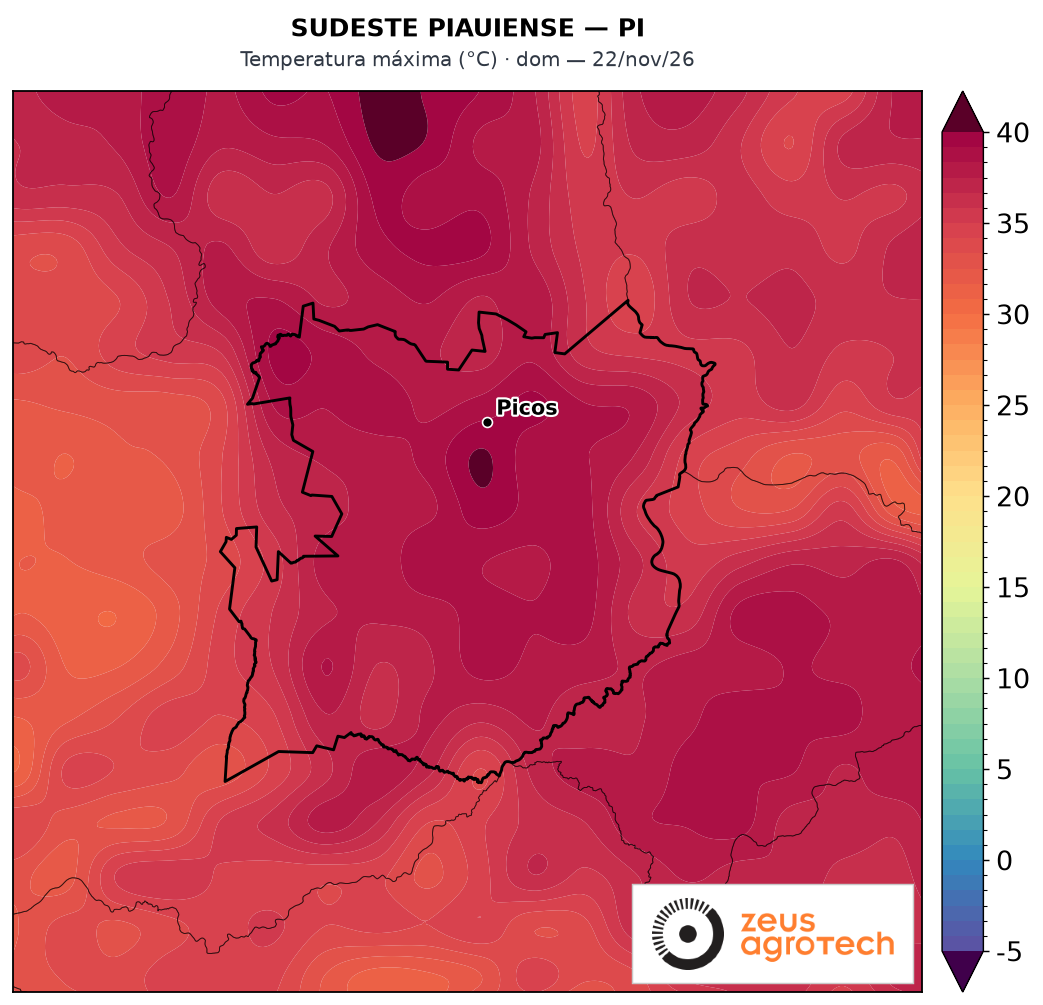 SUDESTE PIAUIENSE — PI
Temperatura máxima (°C) · dom — 22/nov/26
Picos
40
35
30
25
20
15
10
5
0
-5
zeus
agrotech